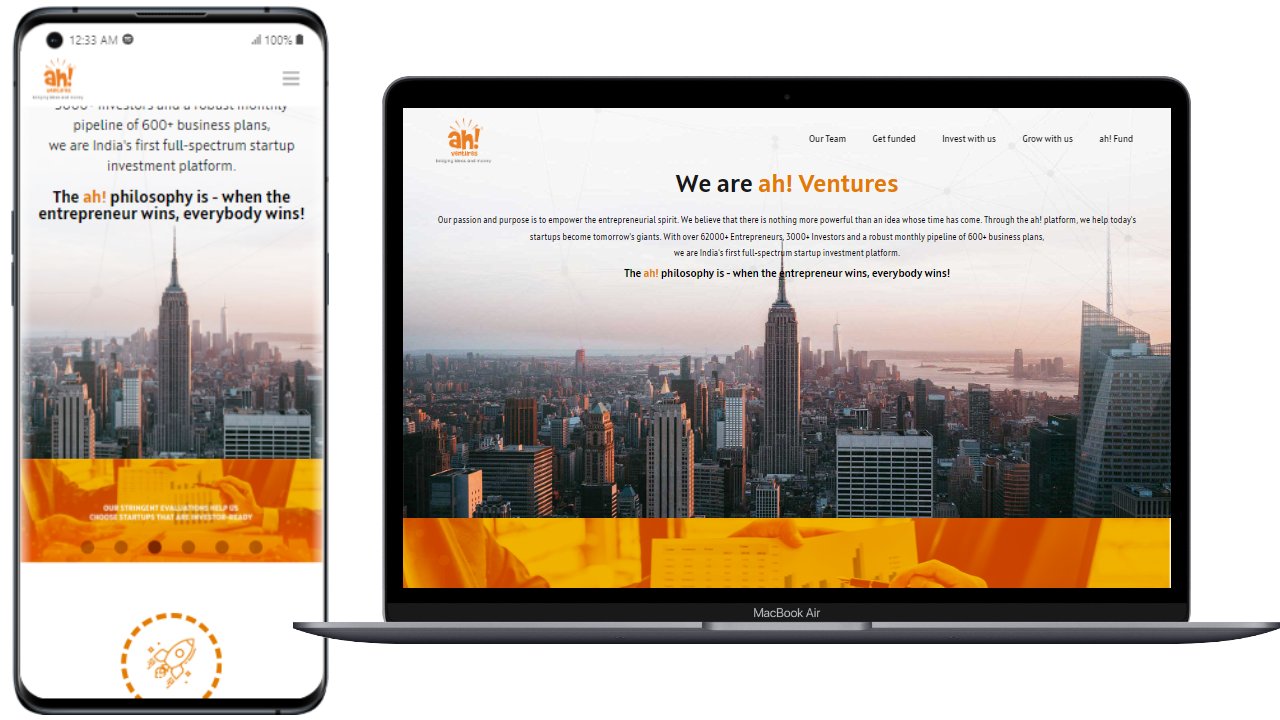 12:33 AM
100%
ah!
ventures
bringing ideas and money
3000+ Investors and a robust monthly
pipeline of 600+ business plans,
we are India's first full-spectrum startup
investment platform.
The ah! philosophy is - when the
entrepreneur wins, everybody wins!
OUR STRINGENT EVALUATIONS HELP US
CHOOSE STARTUPS THAT ARE INVESTOR-READY
ah!
ventures
bringing ideas and money
Our Team Get funded Invest with us Grow with us ah! Fund
We are ah! Ventures
Our passion and purpose is to empower the entrepreneurial spirit. We believe that there is nothing more powerful than an idea whose time has come. Through the ah! platform, we help today's
startups become tomorrow's giants. With over 62000+ Entrepreneurs, 3000+ Investors and a robust monthly pipeline of 600+ business plans,
we are India's first full-spectrum startup investment platform.
The ah! philosophy is - when the entrepreneur wins, everybody wins!
MacBook Air